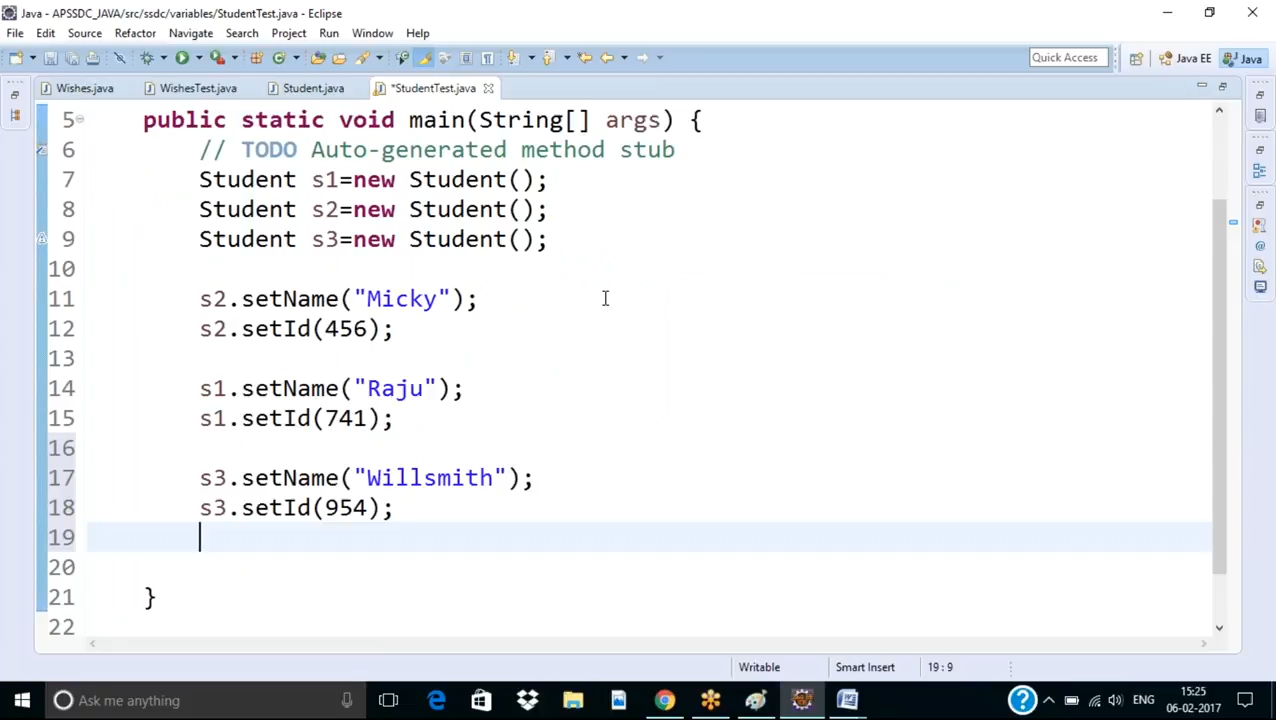 Java - APSSDC_JAVA/src/ssdc/variables/StudentTest.java - Eclipse
File Edit Source Refactor Navigate Search Project Run Window Help
Quick Access Java EE Java
Wishes.java WishesTest.java Student.java *StudentTest.java
5 public static void main(String[] args) {
6 // TODO Auto-generated method stub
7 Student s1=new Student();
8 Student s2=new Student();
9 Student s3=new Student();
10
11 s2.setName("Micky");
12 s2.setId(456);
13
14 s1.setName("Raju");
15 s1.setId(741);
16
17 s3.setName("Willsmith");
18 s3.setId(954);
19
20
21 }
22
Writable Smart Insert 19 : 9
Ask me anything ENG 15:25
06-02-2017